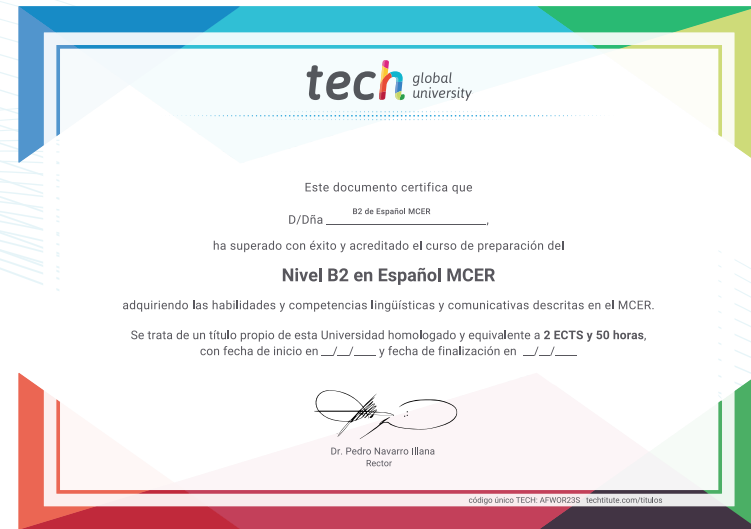 tech global university
Este documento certifica que
B2 de Español MCER
D/Dña ______________________,
ha superado con éxito y acreditado el curso de preparación del
Nivel B2 en Español MCER
adquiriendo las habilidades y competencias lingüísticas y comunicativas descritas en el MCER.
Se trata de un título propio de esta Universidad homologado y equivalente a 2 ECTS y 50 horas,
con fecha de inicio en __/__/____ y fecha de finalización en __/__/____
Dr. Pedro Navarro Illana
Rector
código único TECH: AFWOR23S techtitute.com/titulos